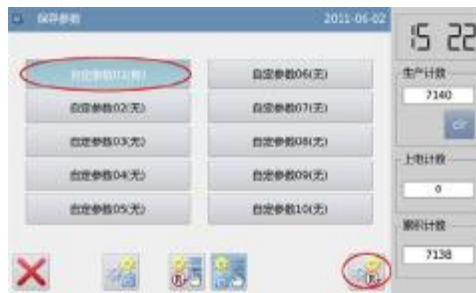 保存参数
2011-06-02
15 22
自定参数01(有)
自定参数06(无)
自定参数02(无)
自定参数07(无)
自定参数03(无)
自定参数08(无)
自定参数04(无)
自定参数09(无)
自定参数05(无)
自定参数10(无)
生产计数
7140
clr
上电计数
0
累积计数
7138